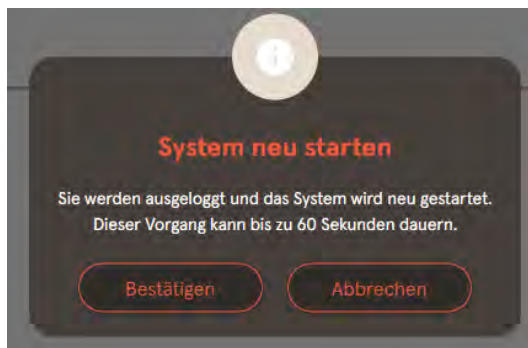 System neu starten
Sie werden ausgeloggt und das System wird neu gestartet.
Dieser Vorgang kann bis zu 60 Sekunden dauern.
Bestätigen
Abbrechen